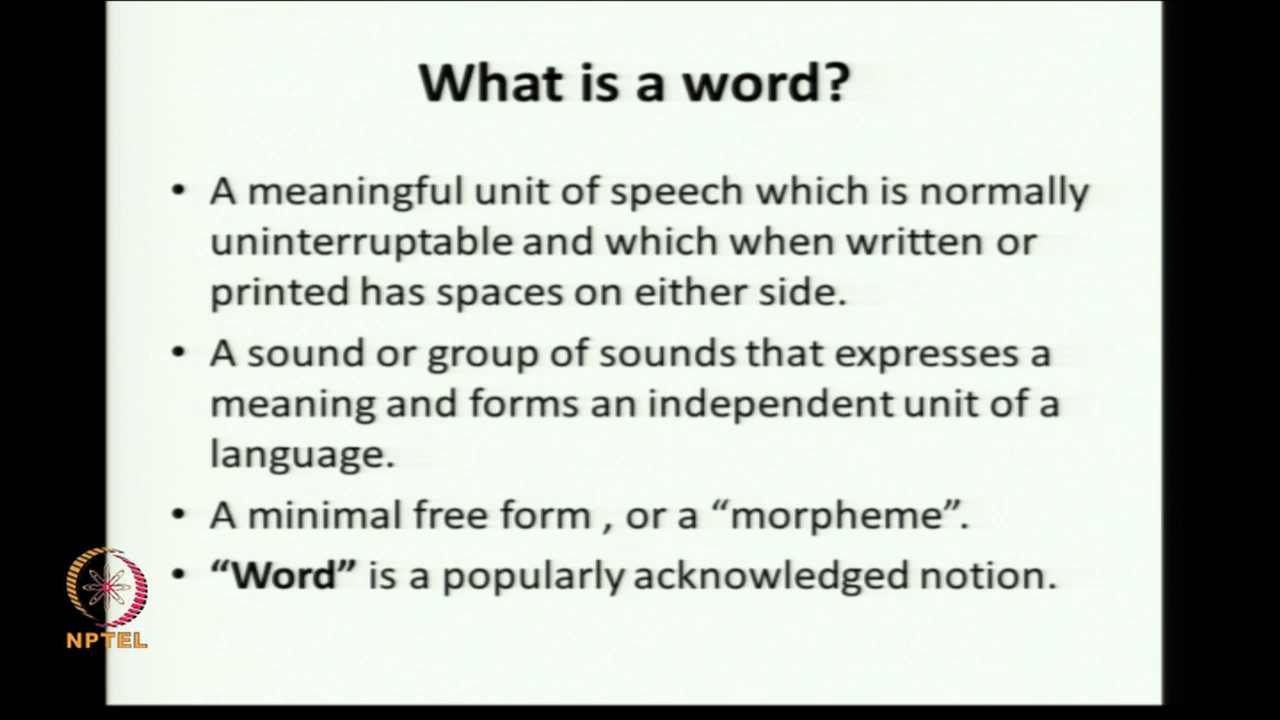 What is a word?
• A meaningful unit of speech which is normally
uninterruptable and which when written or
printed has spaces on either side.
• A sound or group of sounds that expresses a
meaning and forms an independent unit of a
language.
• A minimal free form , or a “morpheme”.
• “Word” is a popularly acknowledged notion.
NPTEL